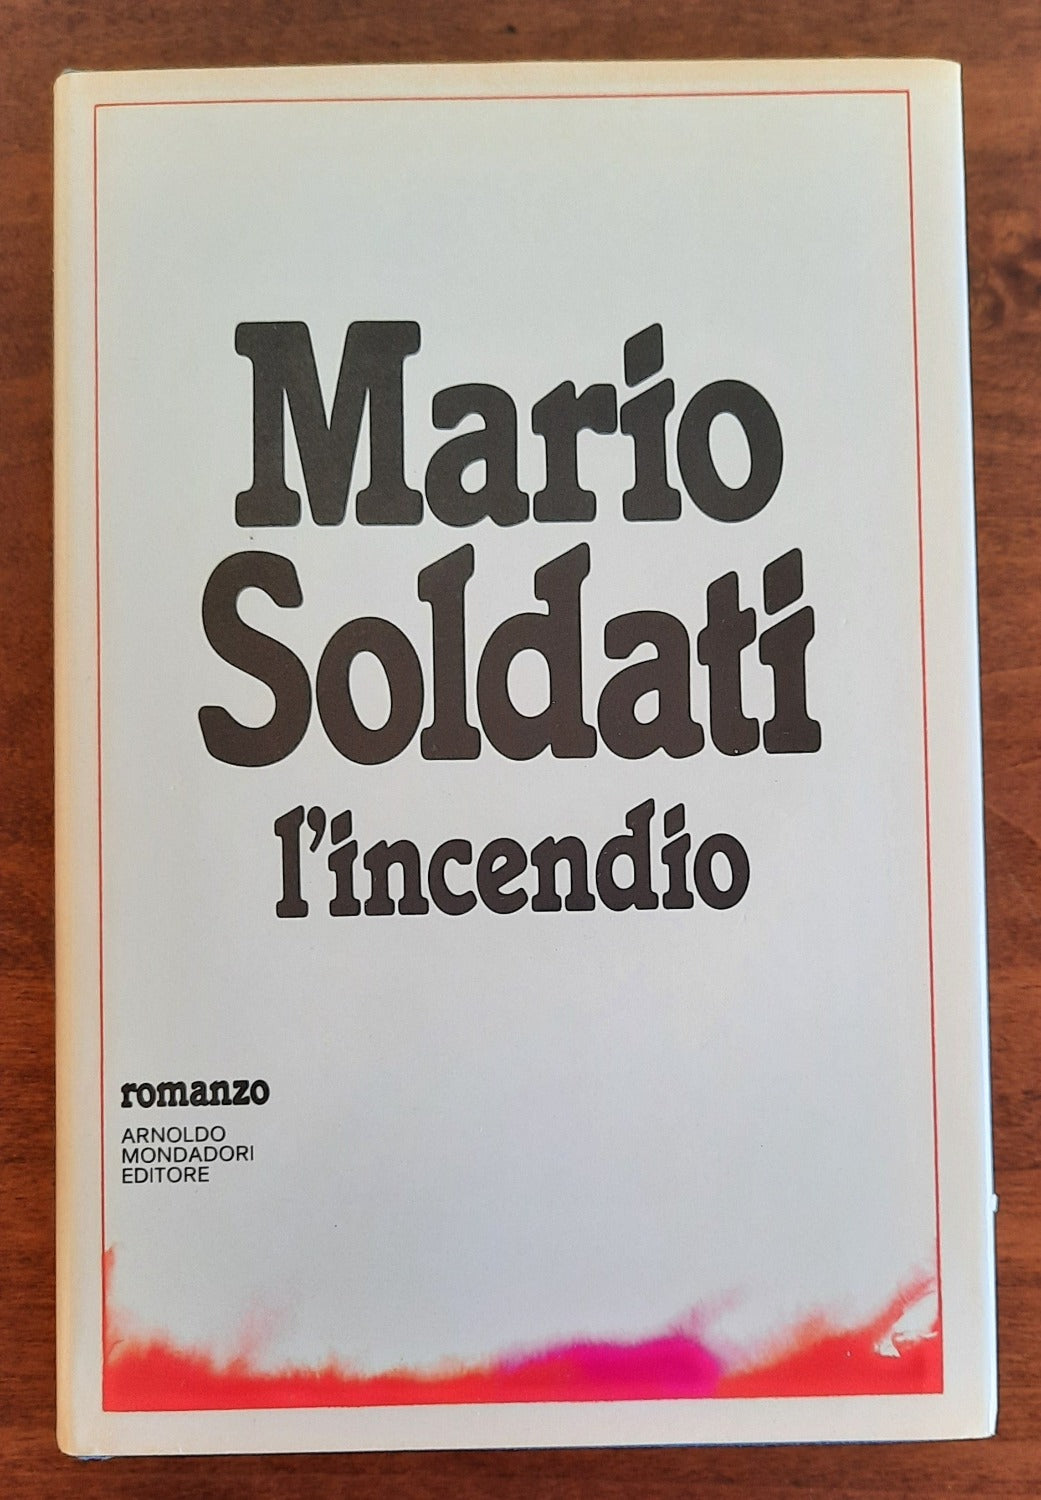 Mario
Soldati
l'incendio
romanzo
ARNOLDO
MONDADORI
EDITORE